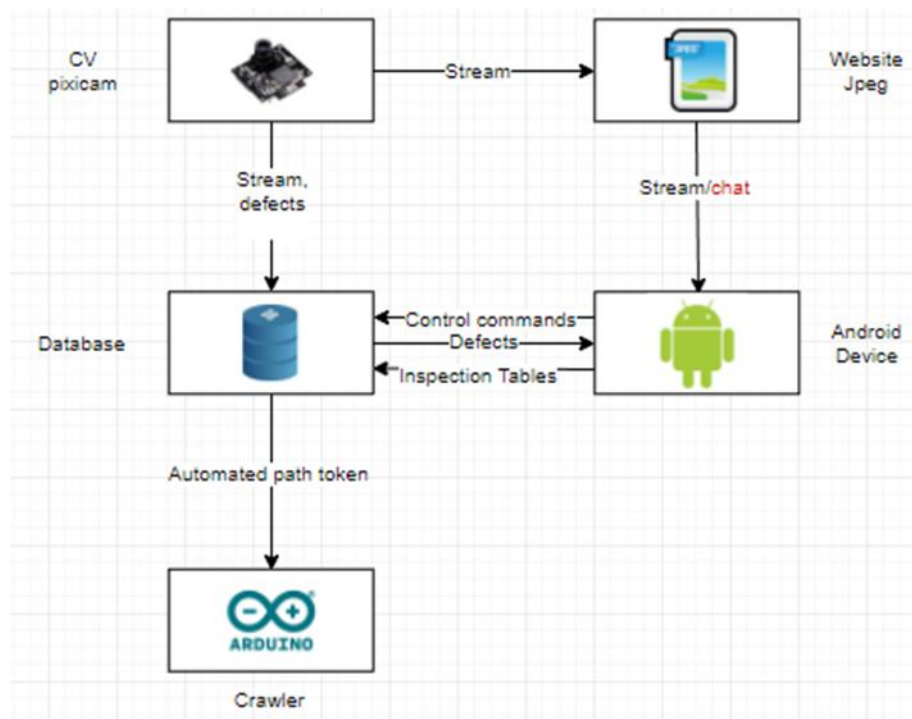 CV
pixicam
Stream
JPEG
Website
Jpeg
Stream,
defects
Stream/chat
Database
Control commands
Defects
Inspection Tables
Android
Device
Automated path token
ARDUINO
Crawler